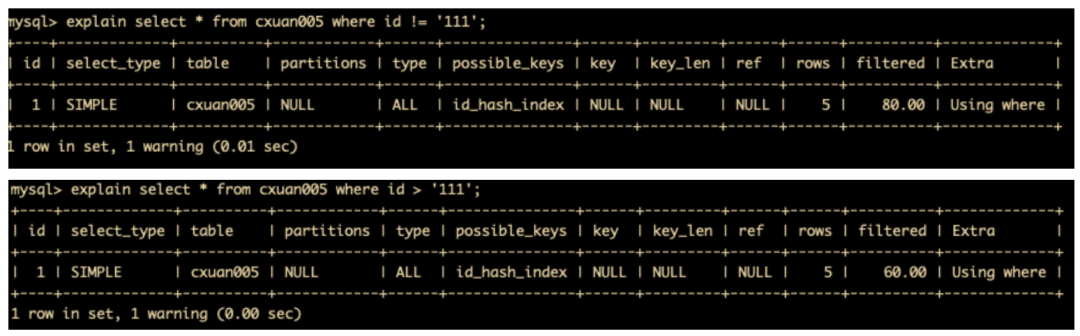 mysql> explain select * from cxuan005 where id != '111';
+----+-------------+----------+------------+------+---------------+------+---------+------+------+----------+-------------+
| id | select_type | table | partitions | type | possible_keys | key | key_len | ref | rows | filtered | Extra |
+----+-------------+----------+------------+------+---------------+------+---------+------+------+----------+-------------+
| 1 | SIMPLE | cxuan005 | NULL | ALL | id_hash_index | NULL | NULL | NULL | 5 | 80.00 | Using where |
+----+-------------+----------+------------+------+---------------+------+---------+------+------+----------+-------------+
1 row in set, 1 warning (0.01 sec)
mysql> explain select * from cxuan005 where id > '111';
+----+-------------+----------+------------+------+---------------+------+---------+------+------+----------+-------------+
| id | select_type | table | partitions | type | possible_keys | key | key_len | ref | rows | filtered | Extra |
+----+-------------+----------+------------+------+---------------+------+---------+------+------+----------+-------------+
| 1 | SIMPLE | cxuan005 | NULL | ALL | id_hash_index | NULL | NULL | NULL | 5 | 60.00 | Using where |
+----+-------------+----------+------------+------+---------------+------+---------+------+------+----------+-------------+
1 row in set, 1 warning (0.00 sec)